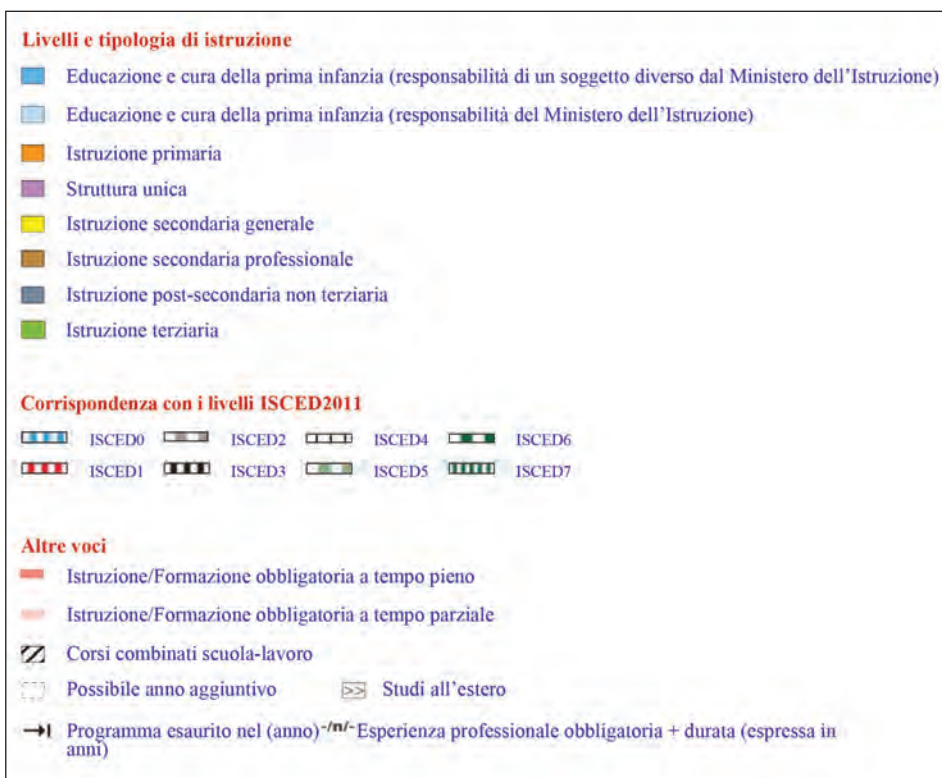 Livelli e tipologia di istruzione
Educazione e cura della prima infanzia (responsabilità di un soggetto diverso dal Ministero dell'Istruzione)
Educazione e cura della prima infanzia (responsabilità del Ministero dell'Istruzione)
Istruzione primaria
Struttura unica
Istruzione secondaria generale
Istruzione secondaria professionale
Istruzione post-secondaria non terziaria
Istruzione terziaria
Corrispondenza con i livelli ISCED2011
ISCED0 ISCED2 ISCED4 ISCED6
ISCED1 ISCED3 ISCED5 ISCED7
Altre voci
Istruzione/Formazione obbligatoria a tempo pieno
Istruzione/Formazione obbligatoria a tempo parziale
Corsi combinati scuola-lavoro
Possibile anno aggiuntivo >> Studi all'estero
Programma esaurito nel (anno) -/n/- Esperienza professionale obbligatoria + durata (espressa in
anni)